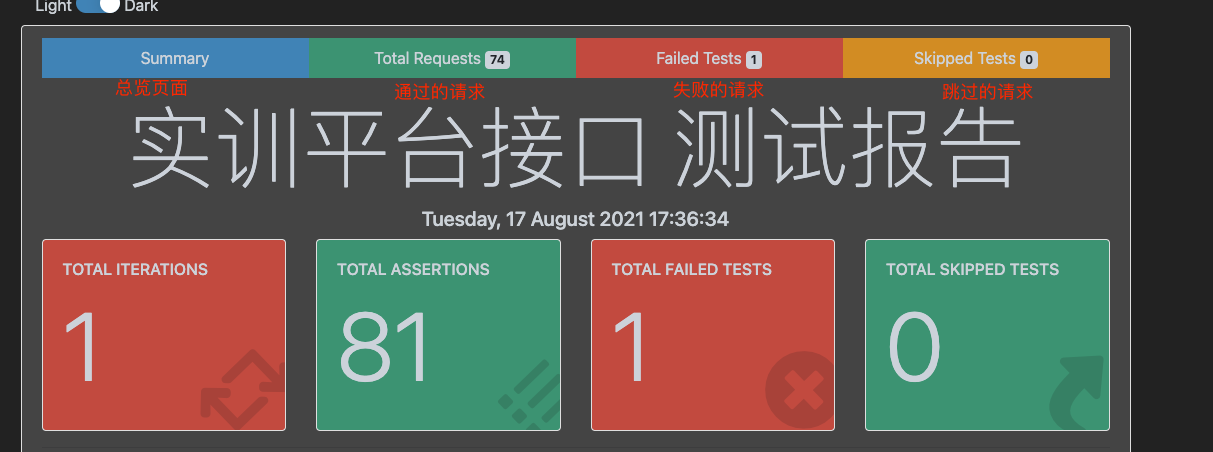 Light Dark
Summary Total Requests 74 Failed Tests 1 Skipped Tests 0
总览页面 通过的请求 失败的请求 跳过的请求
实训平台接口 测试报告
Tuesday, 17 August 2021 17:36:34
TOTAL ITERATIONS TOTAL ASSERTIONS TOTAL FAILED TESTS TOTAL SKIPPED TESTS
1 81 1 0